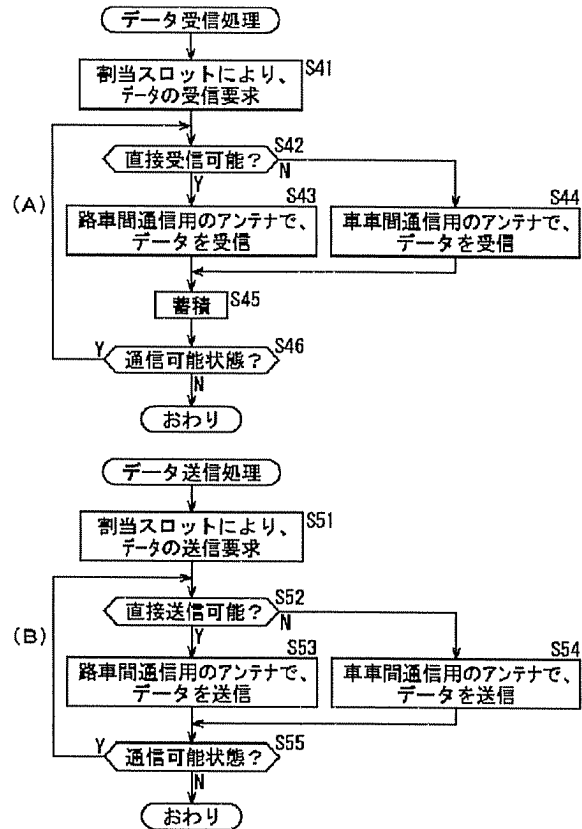 データ受信処理
S41
割当スロットにより、
データの受信要求
S42
直接受信可能？
N
Y
(A)
S43
路車間通信用のアンテナで、
データを受信
S44
車車間通信用のアンテナで、
データを受信
蓄積
S45
Y
通信可能状態？
S46
N
おわり
データ送信処理
S51
割当スロットにより、
データの送信要求
S52
直接送信可能？
N
Y
(B)
S53
路車間通信用のアンテナで、
データを送信
S54
車車間通信用のアンテナで、
データを送信
Y
通信可能状態？
S55
N
おわり